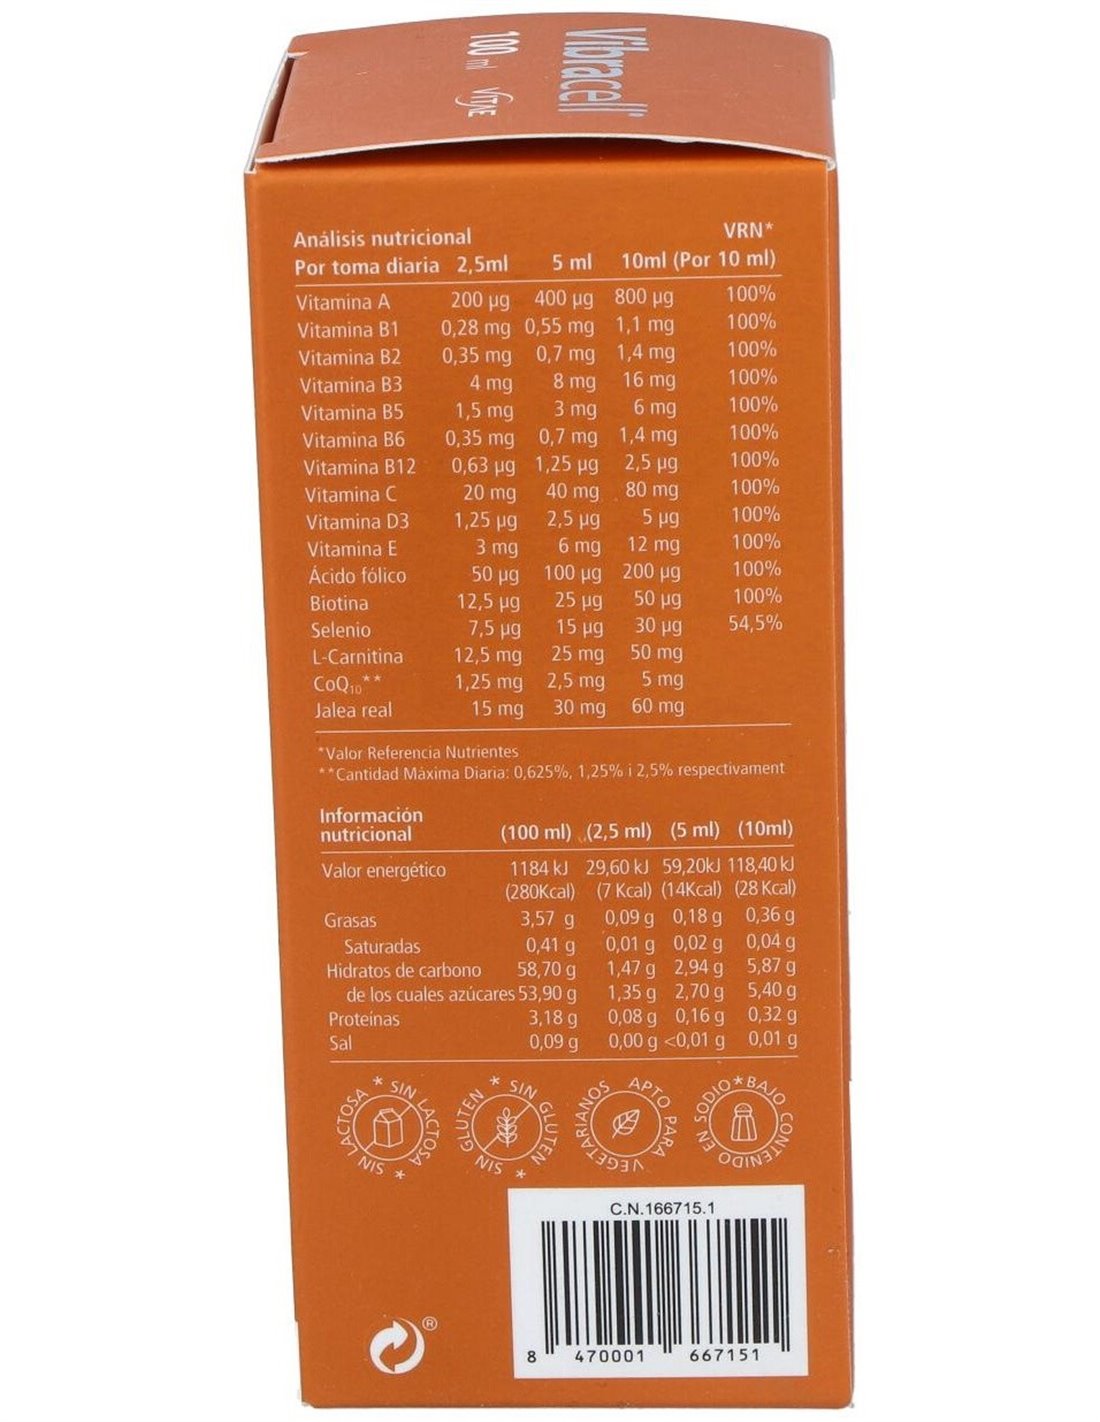 Vibracell®
100 ml VITAE
Análisis nutricional VRN*
Por toma diaria 2,5ml 5 ml 10ml (Por 10 ml)
Vitamina A 200 µg 400 µg 800 µg 100%
Vitamina B1 0,28 mg 0,55 mg 1,1 mg 100%
Vitamina B2 0,35 mg 0,7 mg 1,4 mg 100%
Vitamina B3 4 mg 8 mg 16 mg 100%
Vitamina B5 1,5 mg 3 mg 6 mg 100%
Vitamina B6 0,35 mg 0,7 mg 1,4 mg 100%
Vitamina B12 0,63 µg 1,25 µg 2,5 µg 100%
Vitamina C 20 mg 40 mg 80 mg 100%
Vitamina D3 1,25 µg 2,5 µg 5 µg 100%
Vitamina E 3 mg 6 mg 12 mg 100%
Ácido fólico 50 µg 100 µg 200 µg 100%
Biotina 12,5 µg 25 µg 50 µg 100%
Selenio 7,5 µg 15 µg 30 µg 54,5%
L-Carnitina 12,5 mg 25 mg 50 mg
CoQ10** 1,25 mg 2,5 mg 5 mg
Jalea real 15 mg 30 mg 60 mg
*Valor Referencia Nutrientes
**Cantidad Màxima Diaria: 0,625%, 1,25% i 2,5% respectivament
Información
nutricional (100 ml) (2,5 ml) (5 ml) (10ml)
Valor energético 1184 kJ 29,60 kJ 59,20kJ 118,40 kJ
(280Kcal) (7 Kcal) (14Kcal) (28 Kcal)
Grasas 3,57 g 0,09 g 0,18 g 0,36 g
Saturadas 0,41 g 0,01 g 0,02 g 0,04 g
Hidratos de carbono 58,70 g 1,47 g 2,94 g 5,87 g
de los cuales azúcares 53,90 g 1,35 g 2,70 g 5,40 g
Proteínas 3,18 g 0,08 g 0,16 g 0,32 g
Sal 0,09 g 0,00 g <0,01 g 0,01 g
* SIN LACTOSA * SIN LACTOSA
* SIN GLUTEN * SIN GLUTEN
APTO PARA VEGETARIANOS
* BAJO CONTENIDO EN SODIO
C.N.166715.1
8 470001 667151
®